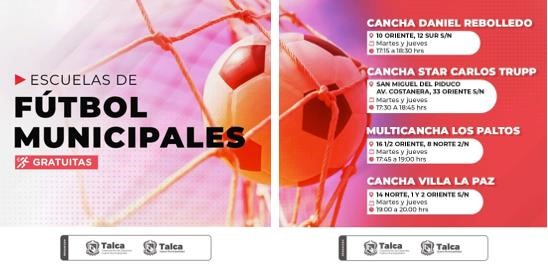 ESCUELAS DE
FÚTBOL
MUNICIPALES
GRATUITAS
Talca
Talca
CANCHA DANIEL REBOLLEDO
10 ORIENTE, 12 SUR S/N
Martes y jueves
17:15 a 18:30 hrs
CANCHA STAR CARLOS TRUPP
SAN MIGUEL DEL PIDUCO
AV. COSTANERA, 33 ORIENTE S/N
Martes y jueves
17:30 A 18:45 hrs
MULTICANCHA LOS PALTOS
16 1/2 ORIENTE, 8 NORTE 2/N
Martes y jueves
17:45 a 19:00 hrs
CANCHA VILLA LA PAZ
14 NORTE, 1 Y 2 ORIENTE S/N
Martes y jueves
19:00 a 20:00 hrs
Talca
Talca